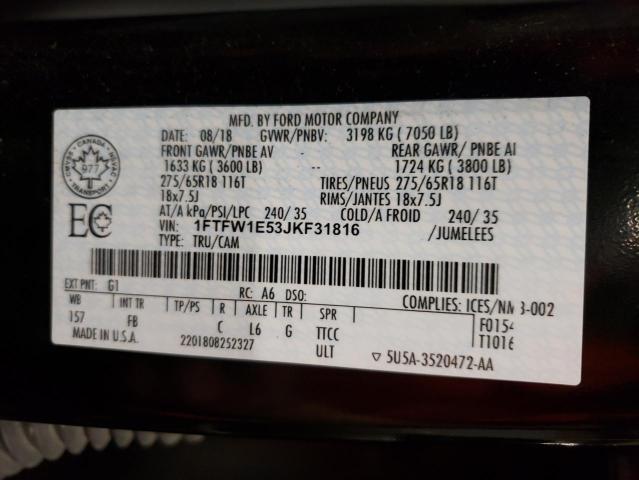 MFD. BY FORD MOTOR COMPANY
DATE: 08/18 GVWR/PNBV: 3198 KG ( 7050 LB)
FRONT GAWR/PNBE AV REAR GAWR/ PNBE AI
1633 KG ( 3600 LB) -- 1724 KG ( 3800 LB)
275/65R18 116T TIRES/PNEUS 275/65R18 116T
18x7.5J RIMS/JANTES 18x7.5J
AT/A kPa/PSI/LPC 240/ 35 COLD/A FROID 240/ 35
VIN: 1FTFW1E53JKF31816 /JUMELEES
TYPE: TRU/CAM
CANADA
977
TRANSPORT
EC
EXT PNT: G1 RC: A6 DSO: COMPLIES: ICES/NMB-002
WB INT TR TP/PS R AXLE TR SPR F0154
157 FB C L6 G TTCC T1016
MADE IN U.S.A. 2201808252327 ULT ▽ 5U5A-3520472-AA